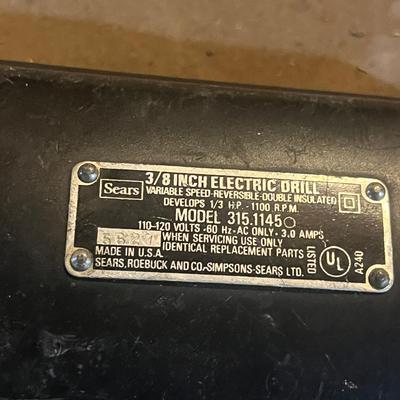 Sears
3/8 INCH ELECTRIC DRILL
VARIABLE SPEED-REVERSIBLE-DOUBLE INSULATED
DEVELOPS 1/3 H.P. - 1100 R.P.M.
MODEL 315.1145
110-120 VOLTS - 60 Hz - AC ONLY - 3.0 AMPS
WHEN SERVICING USE ONLY
MADE IN U.S.A. IDENTICAL REPLACEMENT PARTS
SEARS, ROEBUCK AND CO.-SIMPSONS-SEARS LTD.
LISTED
UL
A240